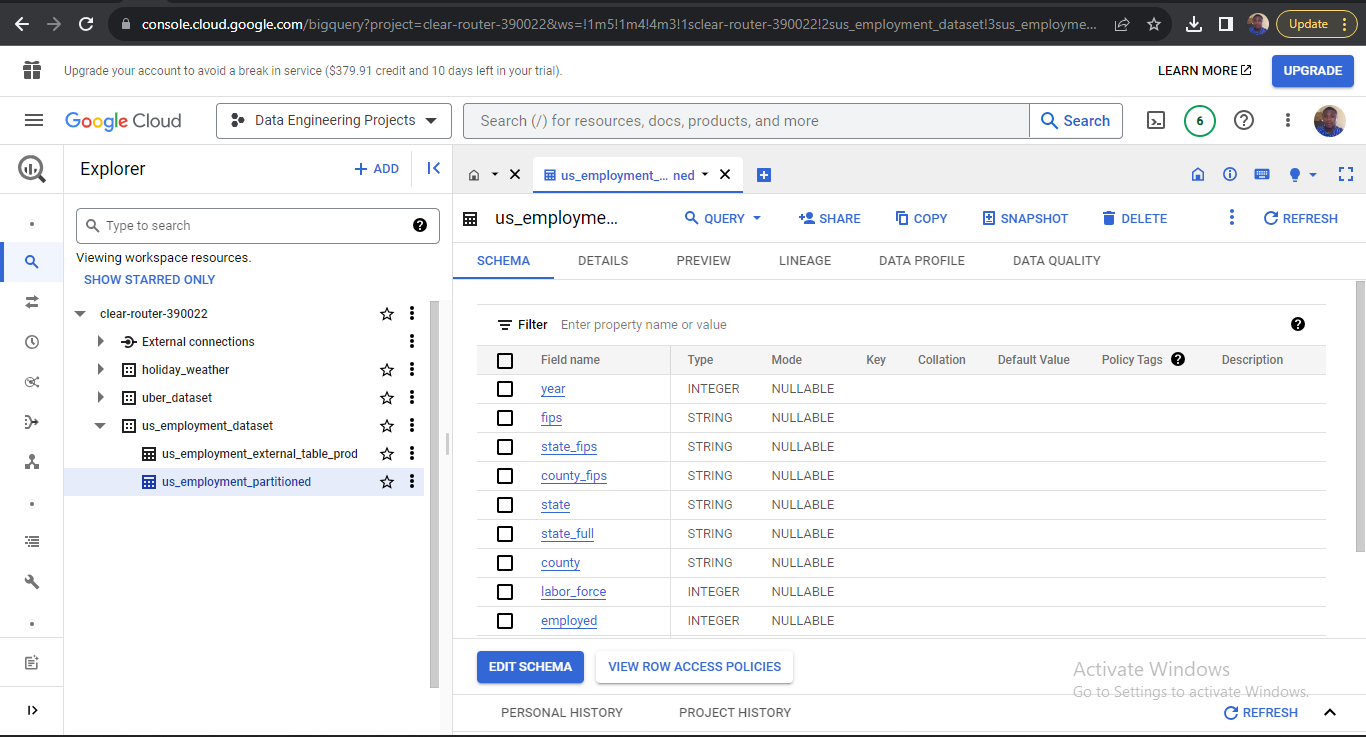 console.cloud.google.com/bigquery?project=clear-router-390022&ws=!1m5!1m4!4m3!1sclear-router-390022!2sus_employment_dataset!3sus_employme...
Update
Upgrade your account to avoid a break in service ($379.91 credit and 10 days left in your trial).
LEARN MORE
UPGRADE
Google Cloud
Data Engineering Projects
Search (/) for resources, docs, products, and more
Search
6
Explorer
+ ADD
us_employment_... ned
Type to search
us_employme...
QUERY
SHARE
COPY
SNAPSHOT
DELETE
REFRESH
Viewing workspace resources.
SHOW STARRED ONLY
SCHEMA
DETAILS
PREVIEW
LINEAGE
DATA PROFILE
DATA QUALITY
clear-router-390022
External connections
holiday_weather
uber_dataset
us_employment_dataset
us_employment_external_table_prod
us_employment_partitioned
Filter Enter property name or value
Field name Type Mode Key Collation Default Value Policy Tags Description
year INTEGER NULLABLE
fips STRING NULLABLE
state_fips STRING NULLABLE
county_fips STRING NULLABLE
state STRING NULLABLE
state_full STRING NULLABLE
county STRING NULLABLE
labor_force INTEGER NULLABLE
employed INTEGER NULLABLE
EDIT SCHEMA
VIEW ROW ACCESS POLICIES
Activate Windows
Go to Settings to activate Windows.
PERSONAL HISTORY
PROJECT HISTORY
REFRESH